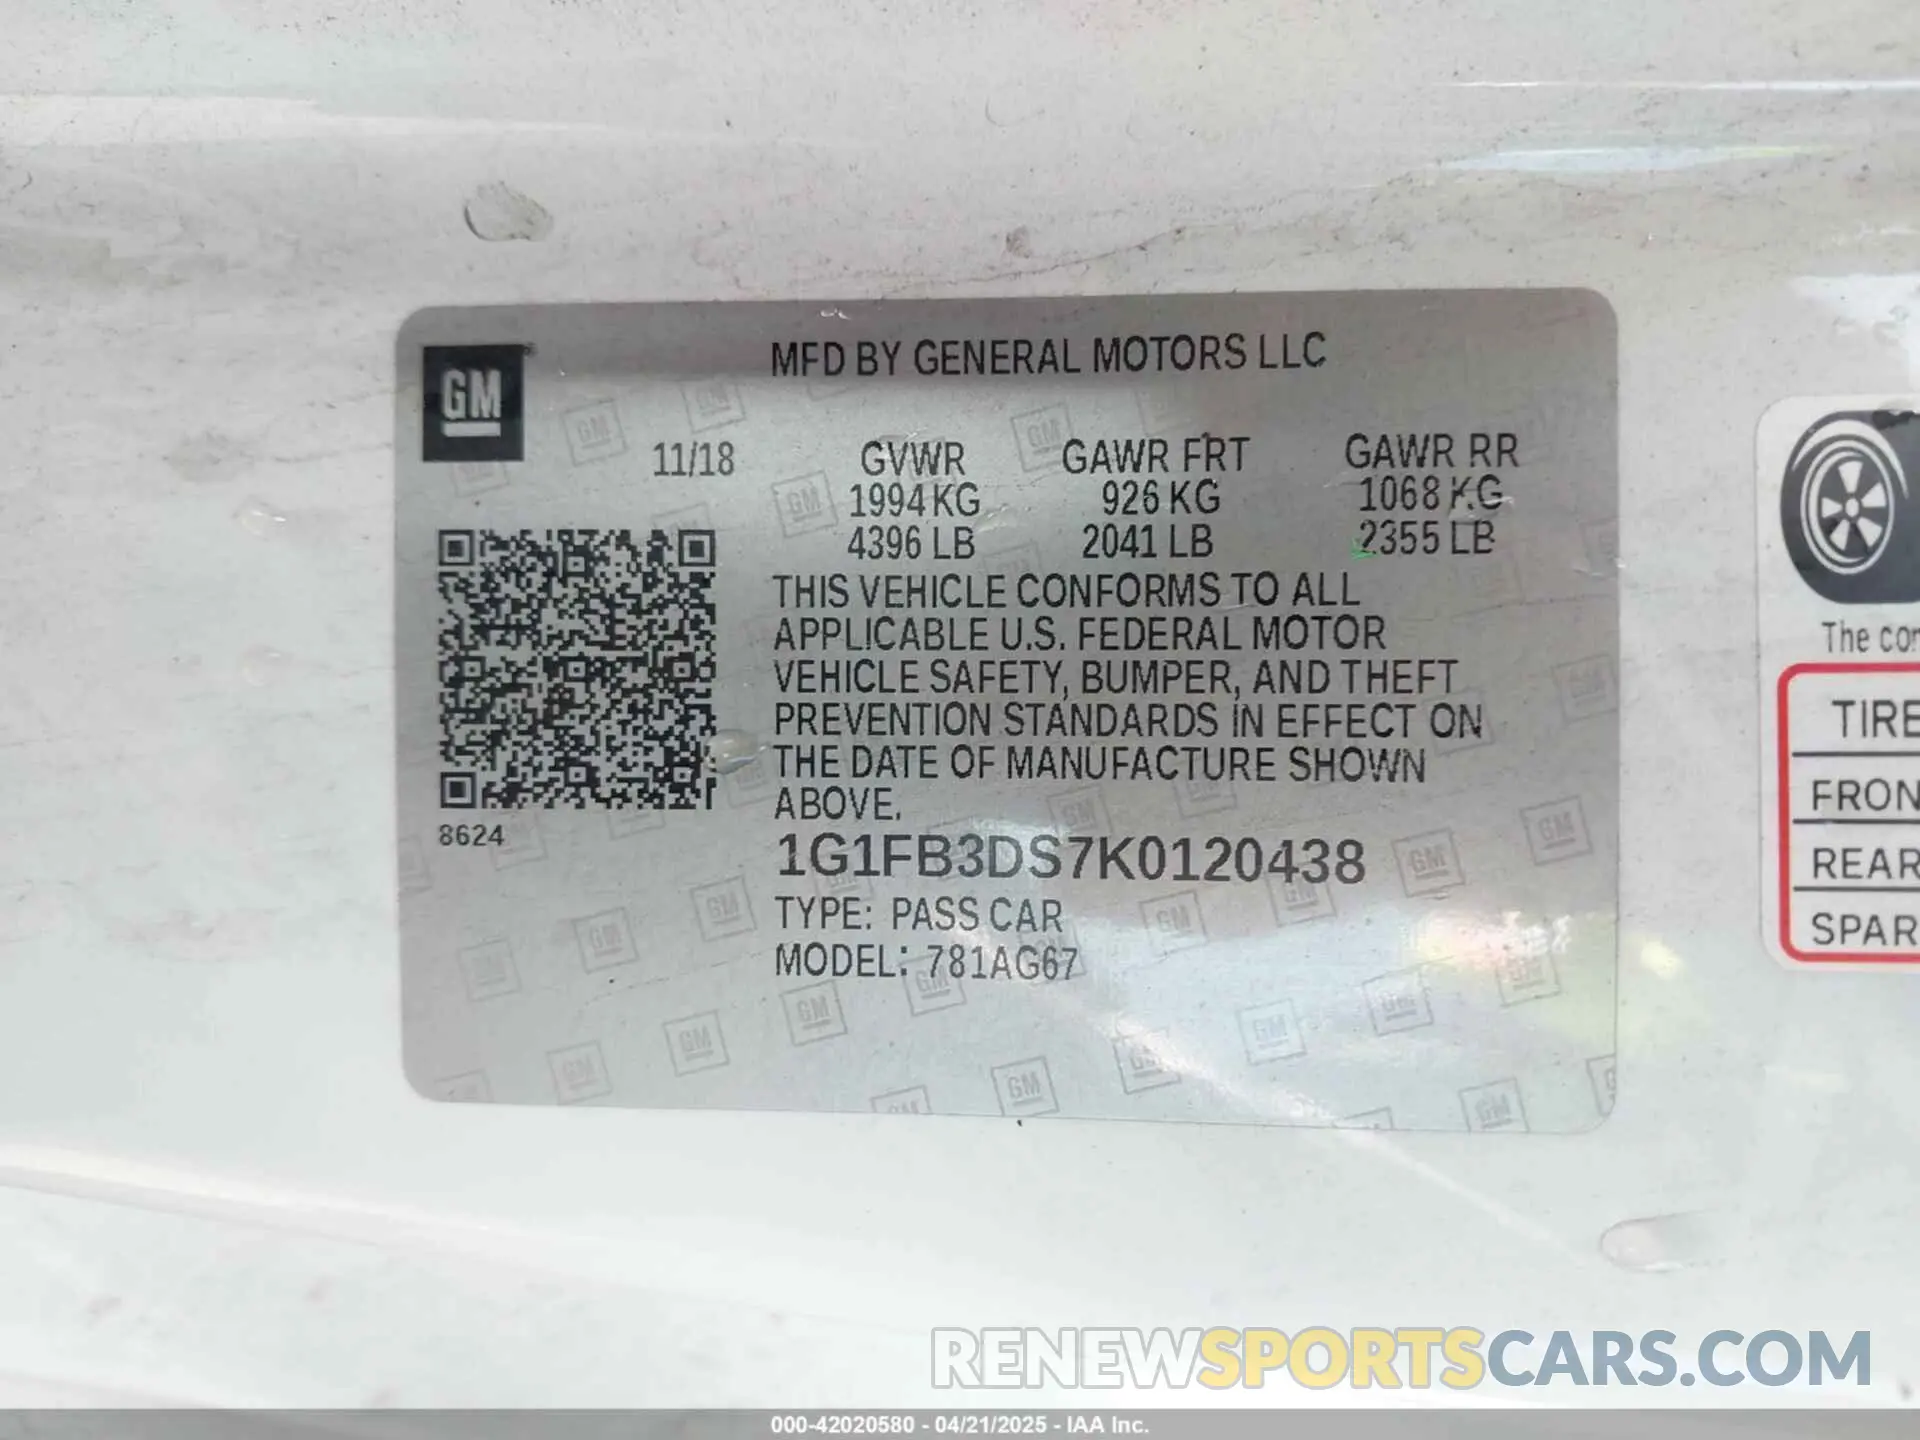 MFD BY GENERAL MOTORS LLC
GM
11/18 GVWR GAWR FRT GAWR RR
1994 KG 926 KG 1068 KG
4396 LB 2041 LB 2355 LB
THIS VEHICLE CONFORMS TO ALL
APPLICABLE U.S. FEDERAL MOTOR
VEHICLE SAFETY, BUMPER, AND THEFT
PREVENTION STANDARDS IN EFFECT ON
THE DATE OF MANUFACTURE SHOWN
ABOVE.
8624
1G1FB3DS7K0120438
TYPE: PASS CAR
MODEL: 781AG67
The
TIRE
FRON
REAR
SPAR
RENEWSPORTSCARS.COM
000-42020580 - 04/21/2025 - IAA Inc.